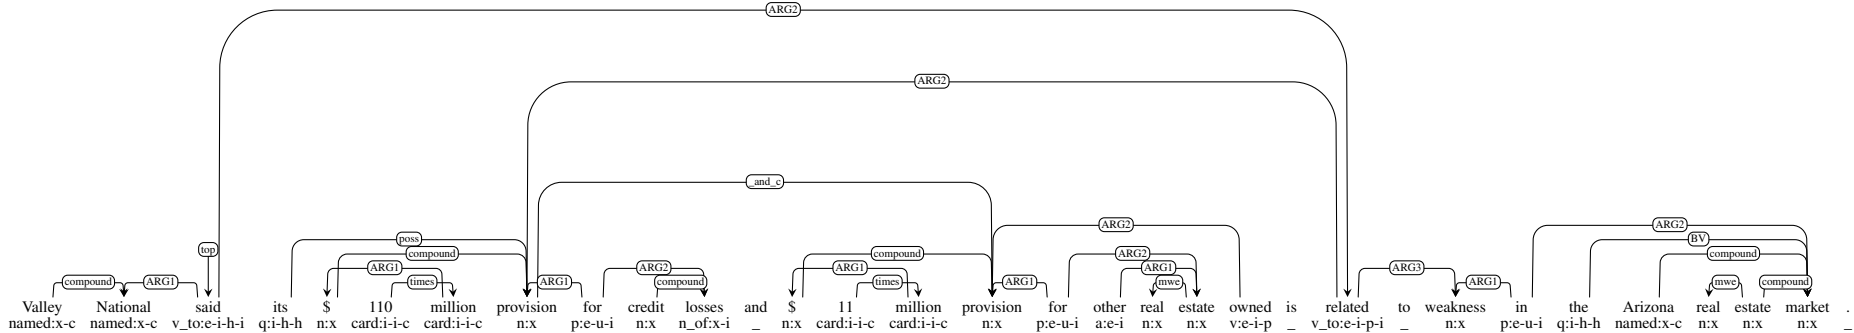 ARG2
ARG2
_and_c
ARG2 ARG2
poss BV
top compound compound ARG2 compound
ARG1 ARG2 ARG1 ARG1 ARG3
compound ARG1 times ARG1 compound times ARG1 mwe ARG1 mwe compound
Valley National said its $ 110 million provision for credit losses and $ 11 million provision for other real estate owned is related to weakness in the Arizona real estate market .
named:x-c named:x-c v_to:e-i-h-i q:i-h-h n:x card:i-i-c card:i-i-c n:x p:e-u-i n:x n_of:x-i _ n:x card:i-i-c card:i-i-c n:x p:e-u-i a:e-i n:x n:x v:e-i-p _ v_to:e-i-p-i _ n:x p:e-u-i q:i-h-h named:x-c n:x n:x n:x _